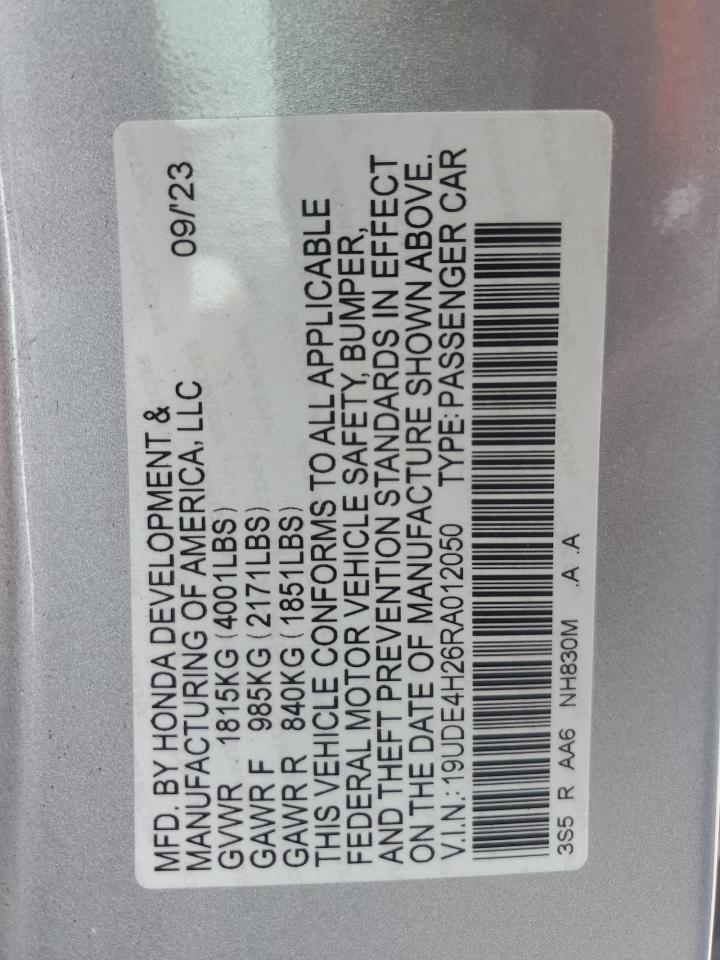 MFD. BY HONDA DEVELOPMENT &
MANUFACTURING OF AMERICA, LLC 09/'23
GVWR 1815KG (4001LBS)
GAWR F 985KG (2171LBS)
GAWR R 840KG (1851LBS)
THIS VEHICLE CONFORMS TO ALL APPLICABLE
FEDERAL MOTOR VEHICLE SAFETY, BUMPER,
AND THEFT PREVENTION STANDARDS IN EFFECT
ON THE DATE OF MANUFACTURE SHOWN ABOVE.
V.I.N.: 19UDE4H26RA012050 TYPE: PASSENGER CAR
3S5 R AA6 NH830M .A .A